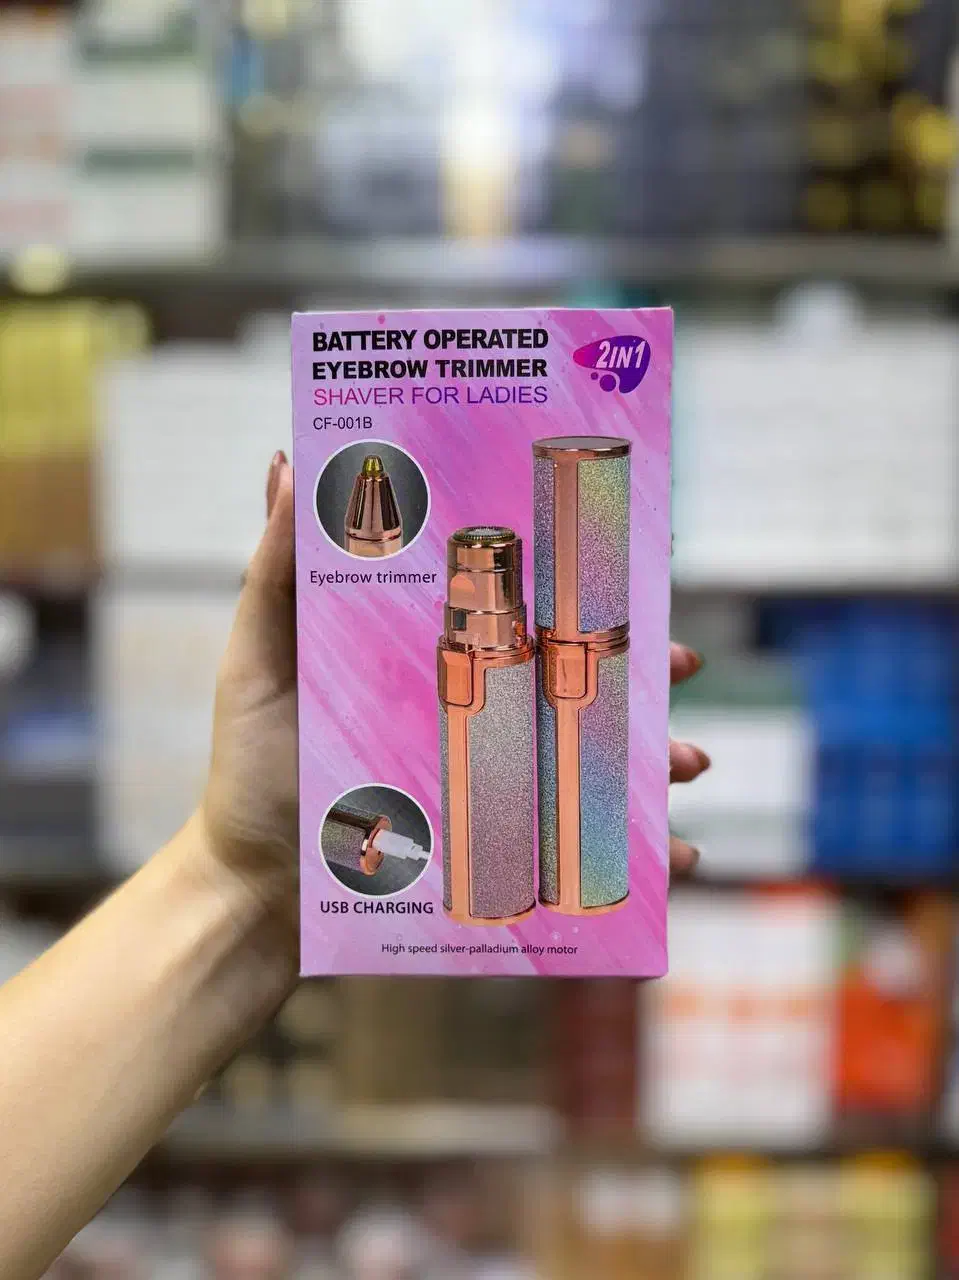 BATTERY OPERATED
EYEBROW TRIMMER
2IN1
SHAVER FOR LADIES
CF-001B
Eyebrow trimmer
USB CHARGING
High speed silver-palladium alloy motor